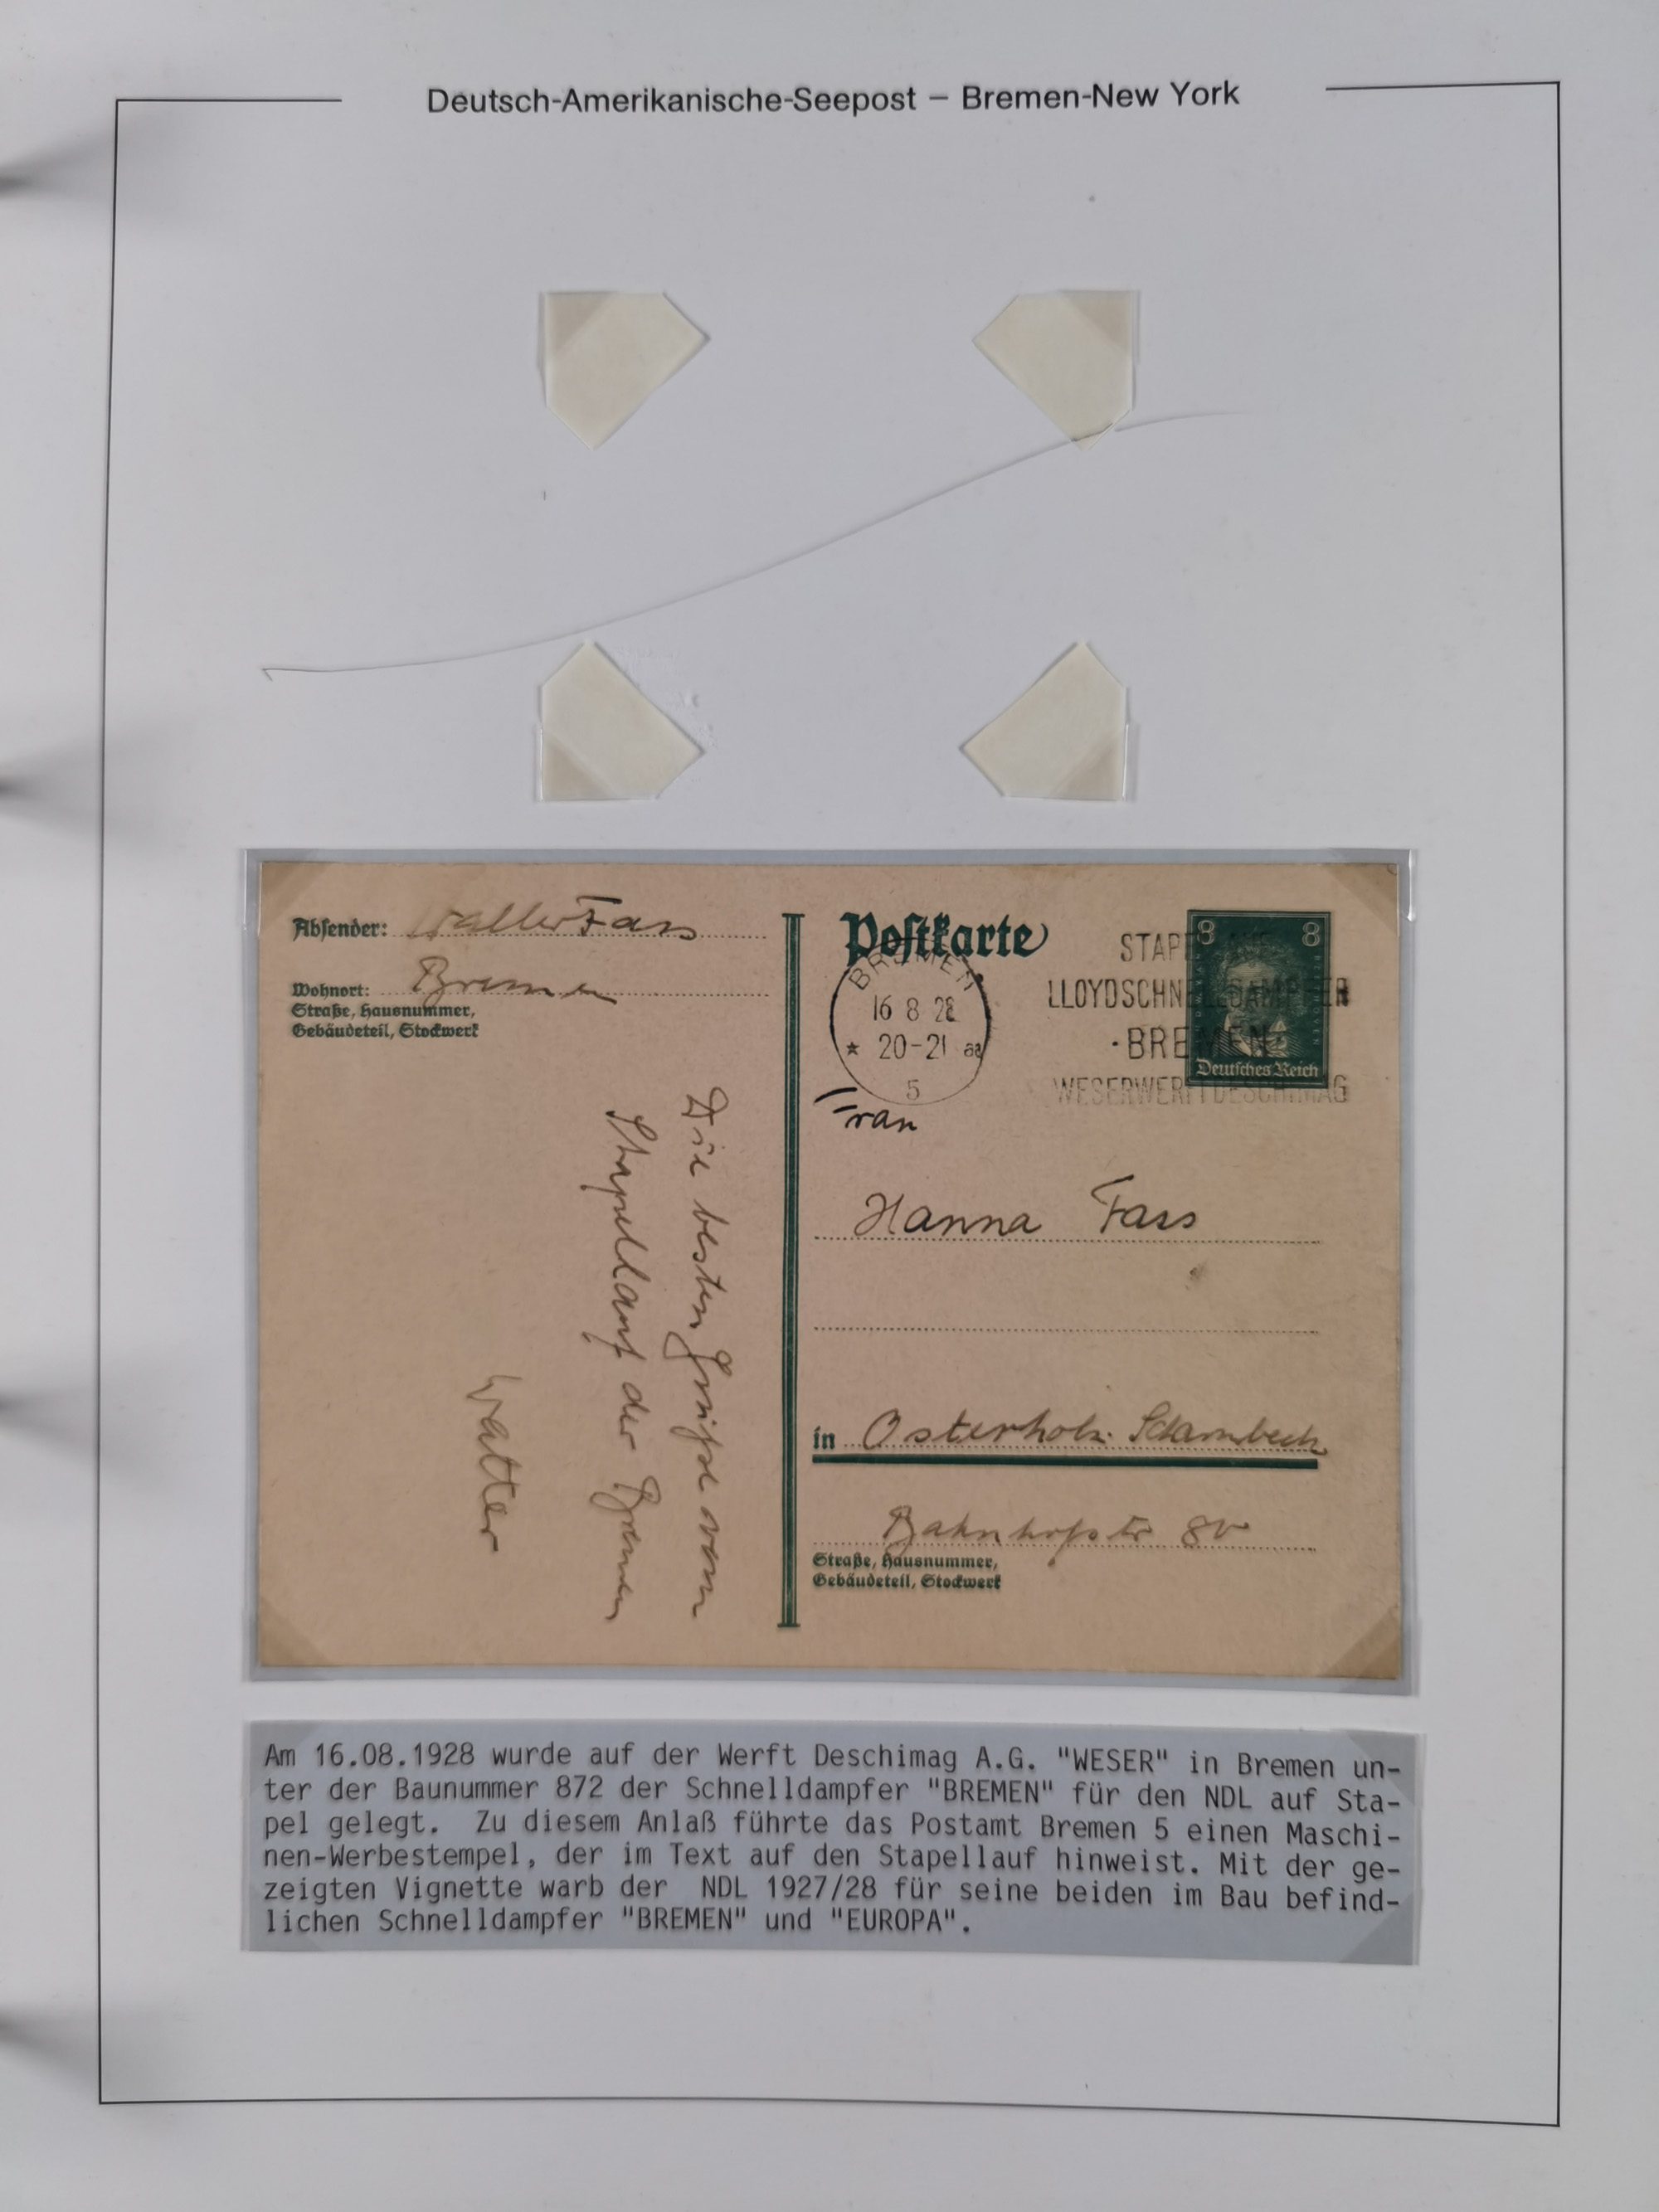 Deutsch-Amerikanische-Seepost – Bremen-New York
Absender: Walter Fass
Wohnort: Bremen
Straße, Hausnummer,
Gebäudeteil, Stockwerk
Die besten Grüße vom
Stapellauf der Bremen
Walter
Postkarte
BREMEN
16 8 28
* 20-21 aa
5
STAPELLAUF
LLOYDSCHNELLDAMPFER
·BREMEN·
WESERWERFT DESCHIMAG
8 8
Deutsches Reich
Frau
Hanna Fass
in Osterholz Scharmbeck
Bahnhofstr 80
Straße, Hausnummer,
Gebäudeteil, Stockwerk
Am 16.08.1928 wurde auf der Werft Deschimag A.G. "WESER" in Bremen un-
ter der Baunummer 872 der Schnelldampfer "BREMEN" für den NDL auf Sta-
pel gelegt. Zu diesem Anlaß führte das Postamt Bremen 5 einen Maschi-
nen-Werbestempel, der im Text auf den Stapellauf hinweist. Mit der ge-
zeigten Vignette warb der NDL 1927/28 für seine beiden im Bau befind-
lichen Schnelldampfer "BREMEN" und "EUROPA".